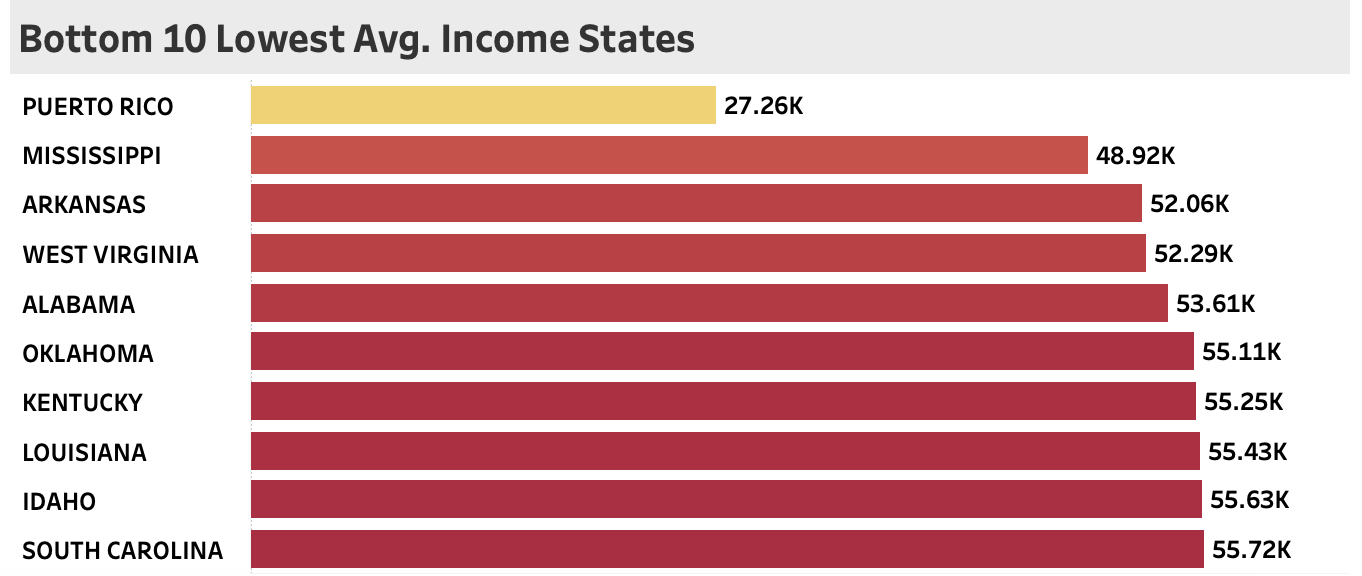 Bottom 10 Lowest Avg. Income States
PUERTO RICO 27.26K
MISSISSIPPI 48.92K
ARKANSAS 52.06K
WEST VIRGINIA 52.29K
ALABAMA 53.61K
OKLAHOMA 55.11K
KENTUCKY 55.25K
LOUISIANA 55.43K
IDAHO 55.63K
SOUTH CAROLINA 55.72K